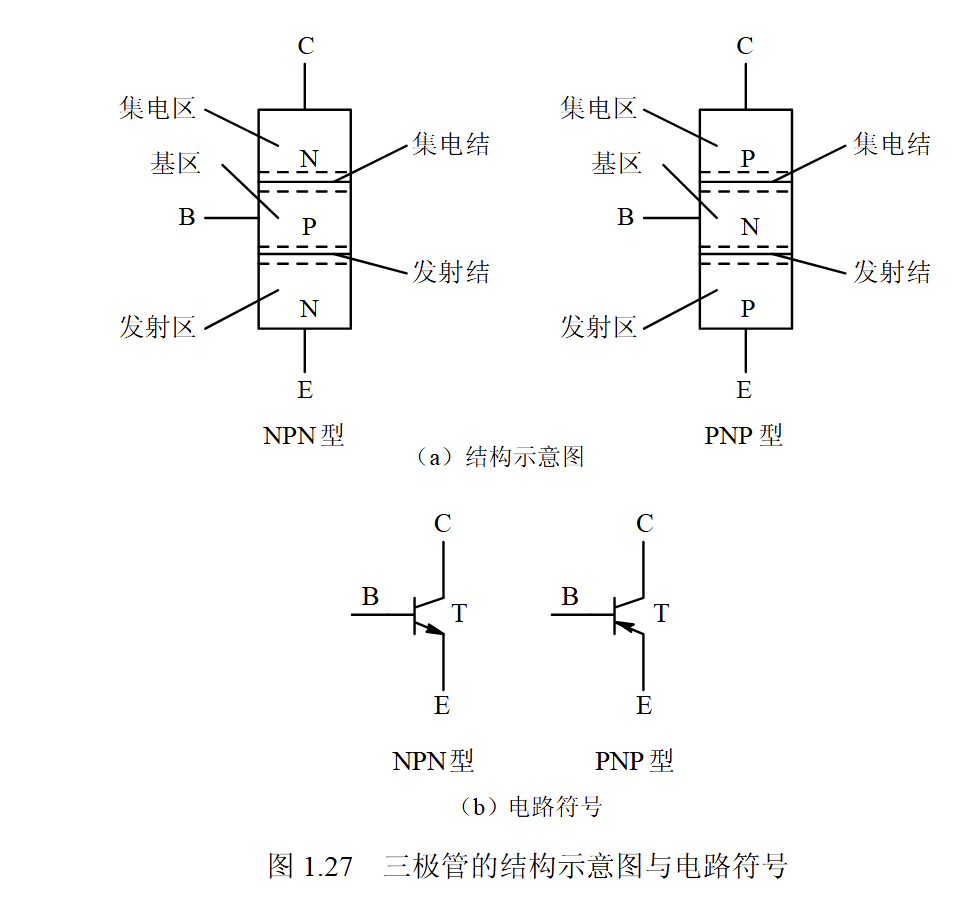 C C
集电区 集电区
集电结 集电结
N P
基区 基区
B P B N
发射结 发射结
N P
发射区 发射区
E E
NPN 型 PNP 型
（a）结构示意图
C C
B T B T
E E
NPN 型 PNP 型
（b）电路符号
图 1.27 三极管的结构示意图与电路符号